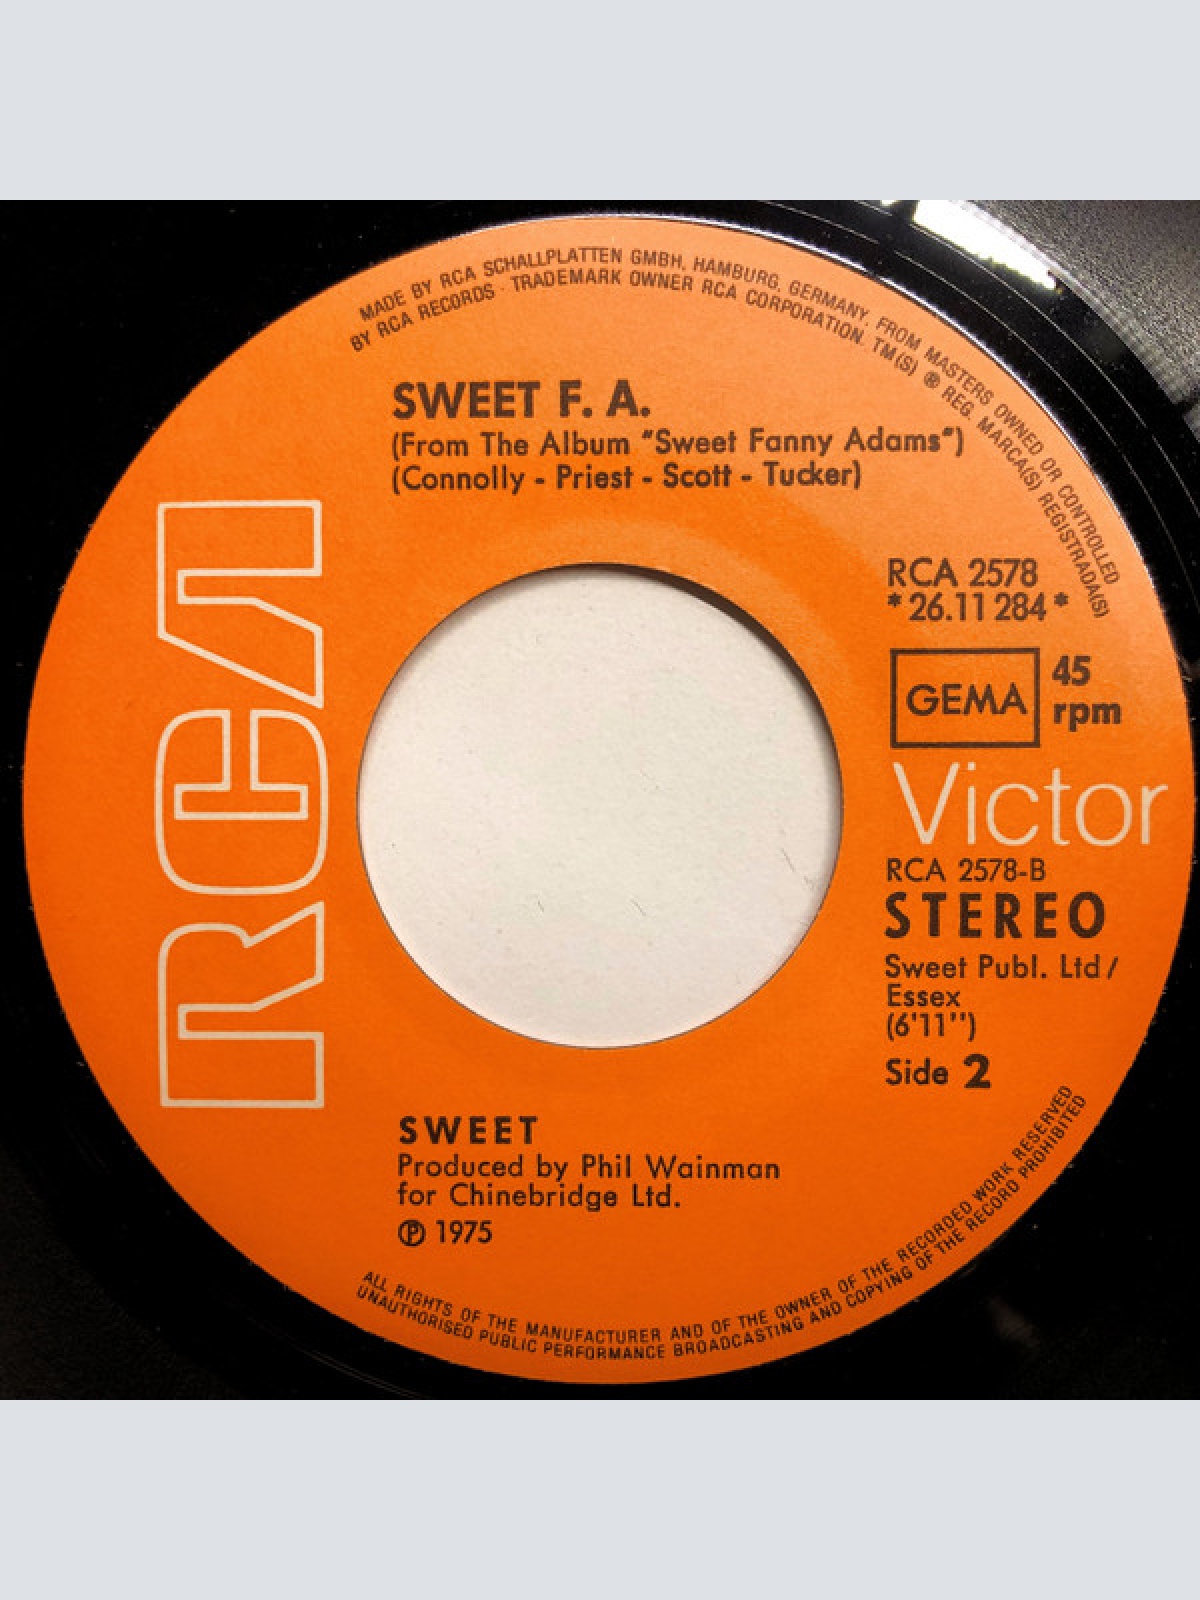 MADE BY RCA SCHALLPLATTEN GMBH, HAMBURG, GERMANY, FROM MASTERS OWNED OR CONTROLLED
BY RCA RECORDS · TRADEMARK OWNER RCA CORPORATION. TM(S) ® REG. MARCA(S) REGISTRADA(S)
SWEET F. A.
(From The Album "Sweet Fanny Adams")
(Connolly - Priest - Scott - Tucker)
RCA
RCA 2578
*26.11284*
GEMA
45
rpm
Victor
RCA 2578-B
STEREO
Sweet Publ. Ltd/
Essex
(6'11'')
Side 2
SWEET
Produced by Phil Wainman
for Chinebridge Ltd.
℗ 1975
ALL RIGHTS OF THE MANUFACTURER AND OF THE OWNER OF THE RECORDED WORK RESERVED
UNAUTHORISED PUBLIC PERFORMANCE BROADCASTING AND COPYING OF THE RECORD PROHIBITED